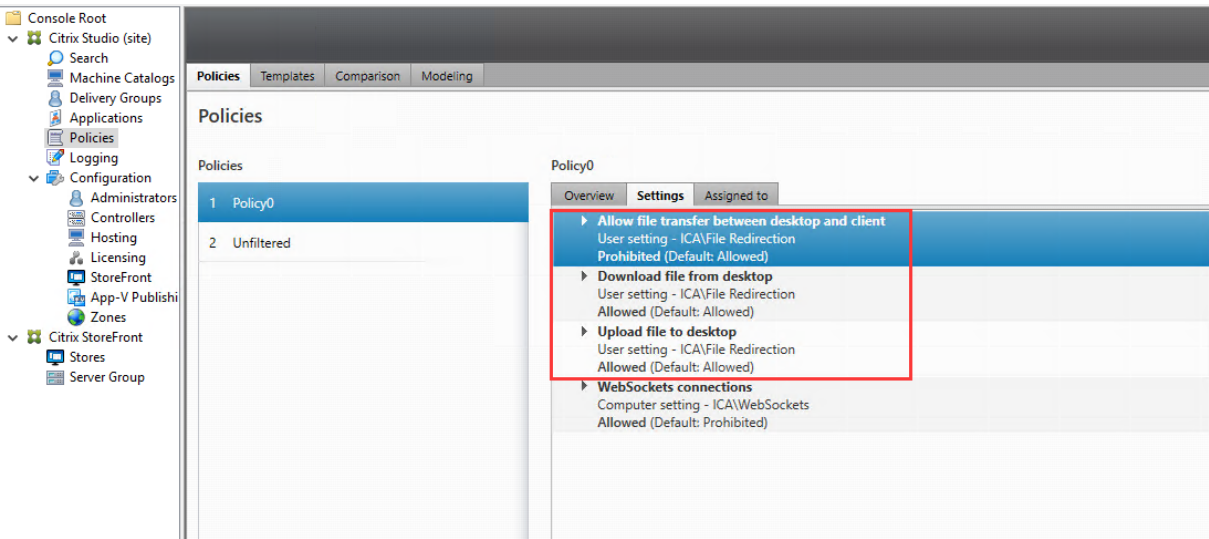 Console Root
Citrix Studio (site)
Search
Machine Catalogs
Delivery Groups
Applications
Policies
Logging
Configuration
Administrators
Controllers
Hosting
Licensing
StoreFront
App-V Publishi
Zones
Citrix StoreFront
Stores
Server Group
Policies Templates Comparison Modeling
Policies
Policies
1 Policy0
2 Unfiltered
Policy0
Overview Settings Assigned to
Allow file transfer between desktop and client
User setting - ICA\File Redirection
Prohibited (Default: Allowed)
Download file from desktop
User setting - ICA\File Redirection
Allowed (Default: Allowed)
Upload file to desktop
User setting - ICA\File Redirection
Allowed (Default: Allowed)
WebSockets connections
Computer setting - ICA\WebSockets
Allowed (Default: Prohibited)